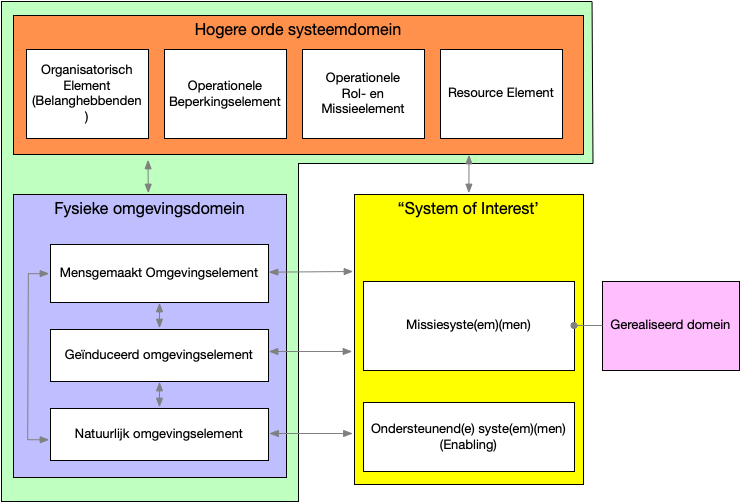 Hogere orde systeemdomein
Organisatorisch
Element
(Belanghebbenden
)
Operationele
Beperkingselement
Operationele
Rol- en
Missieelement
Resource Element
Fysieke omgevingsdomein
“System of Interest’
Mensgemaakt Omgevingselement
Geïnduceerd omgevingselement
Natuurlijk omgevingselement
Missiesyste(em)(men)
Ondersteunend(e) syste(em)(men)
(Enabling)
Gerealiseerd domein